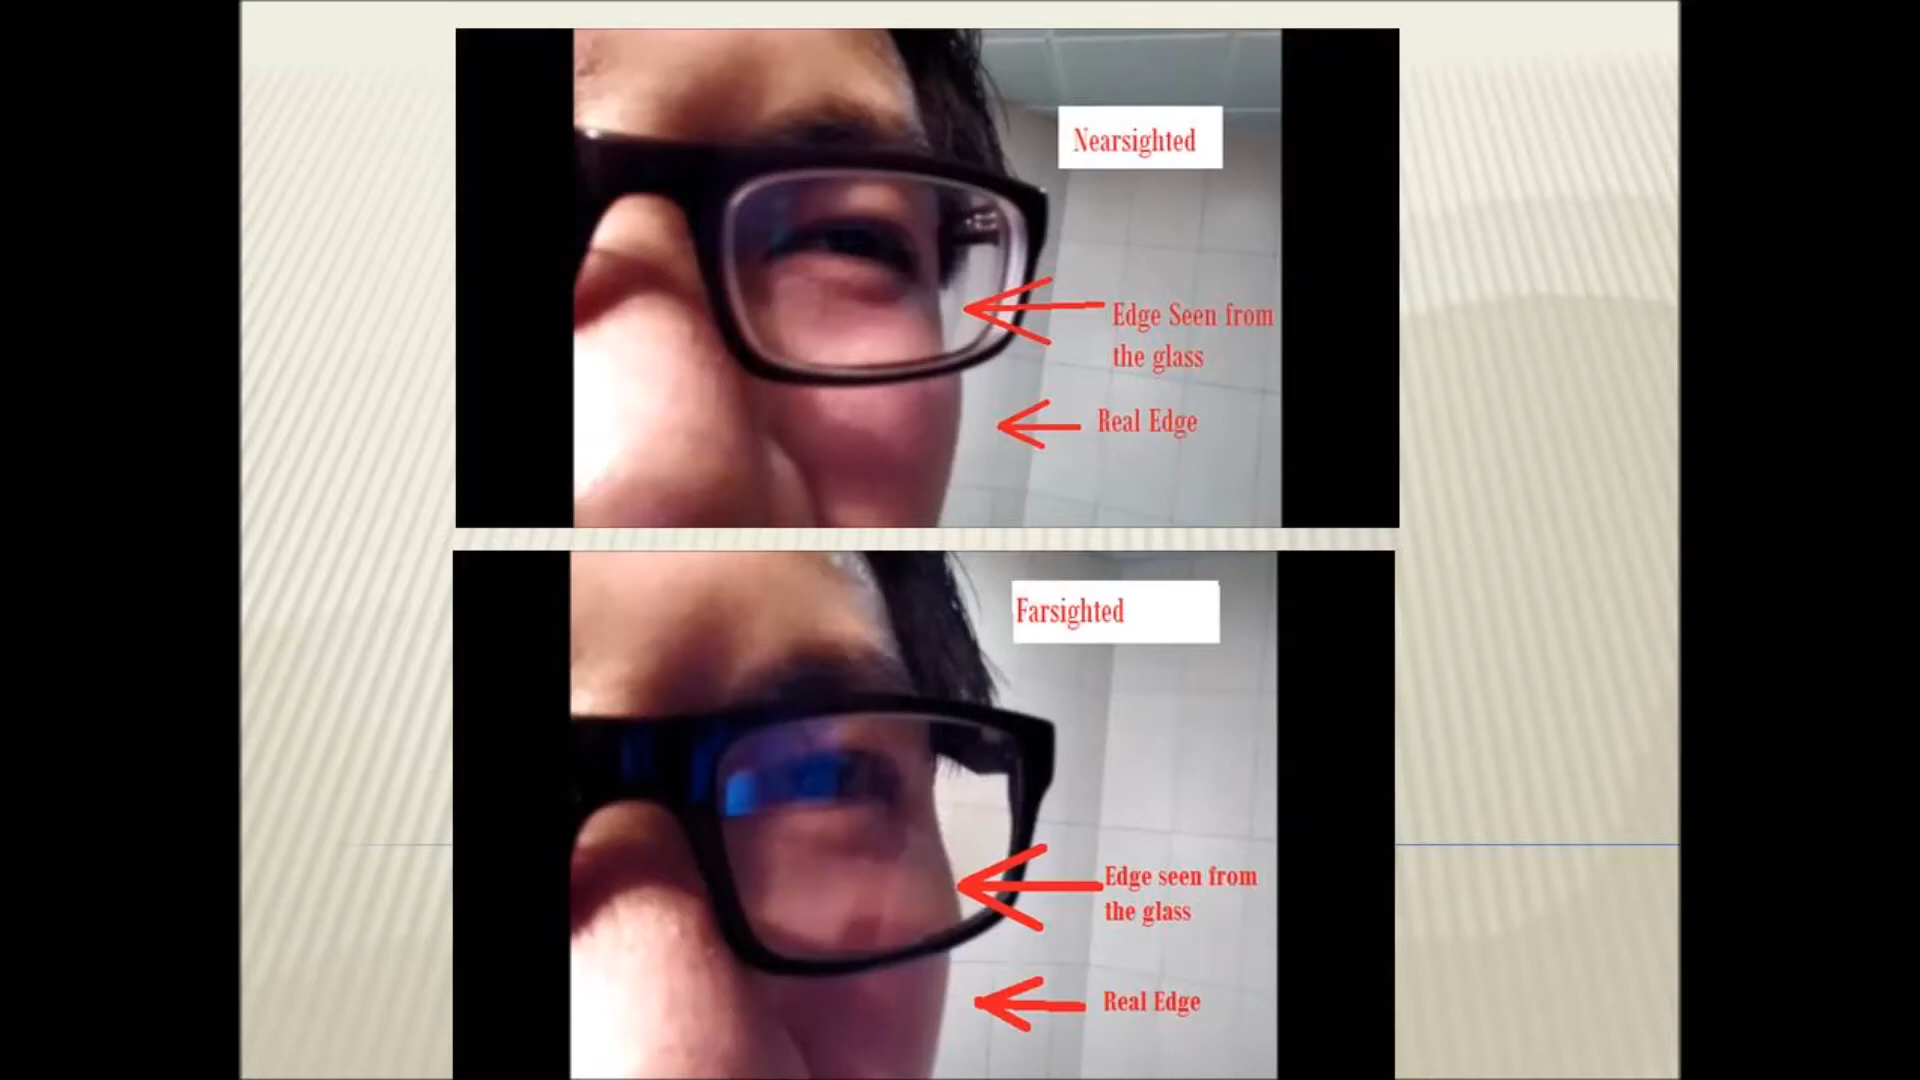 Nearsighted
Edge Seen from
the glass
Real Edge
Farsighted
Edge seen from
the glass
Real Edge